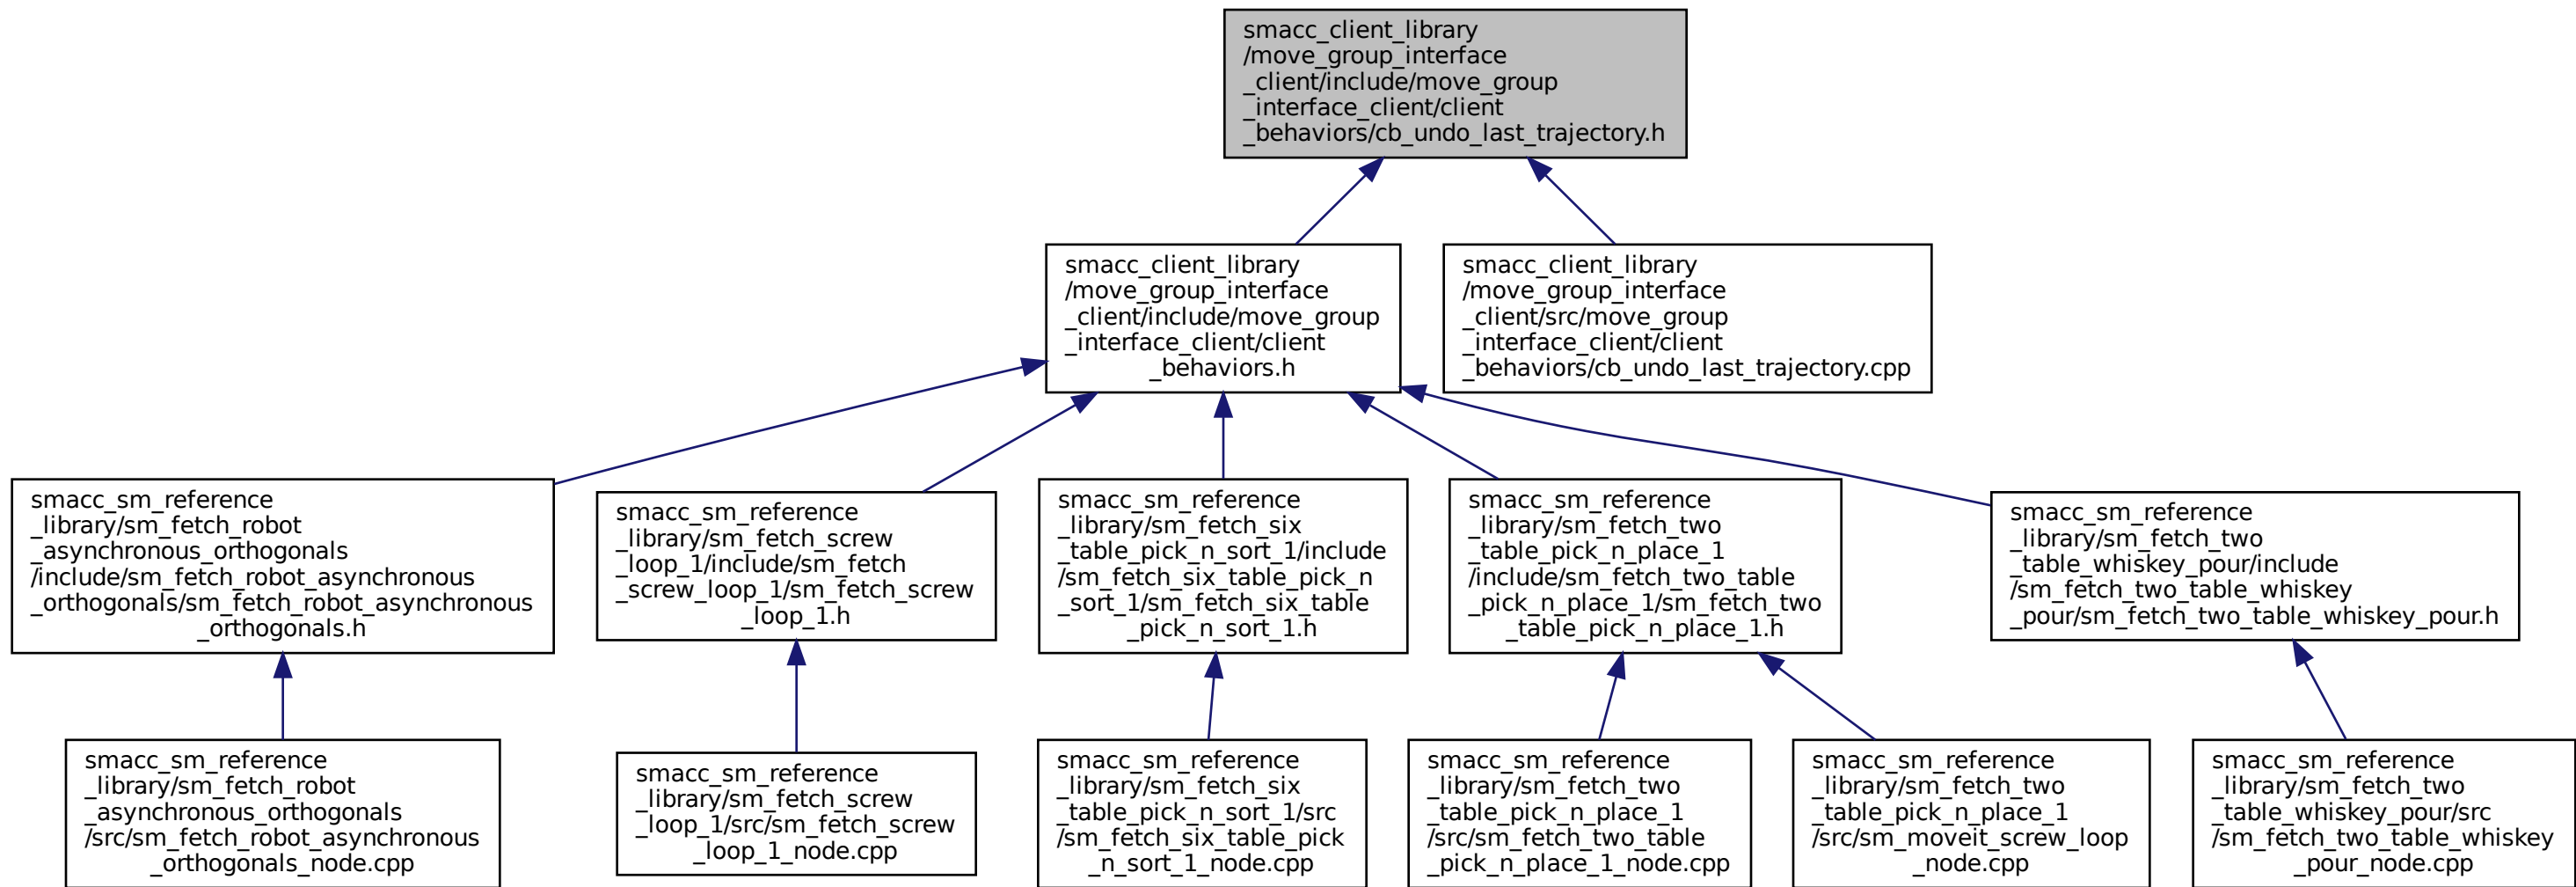 smacc_client_library
/move_group_interface
_client/include/move_group
_interface_client/client
_behaviors/cb_undo_last_trajectory.h
smacc_client_library
/move_group_interface
_client/include/move_group
_interface_client/client
_behaviors.h
smacc_client_library
/move_group_interface
_client/src/move_group
_interface_client/client
_behaviors/cb_undo_last_trajectory.cpp
smacc_sm_reference
_library/sm_fetch_robot
_asynchronous_orthogonals
/include/sm_fetch_robot_asynchronous
_orthogonals/sm_fetch_robot_asynchronous
_orthogonals.h
smacc_sm_reference
_library/sm_fetch_screw
_loop_1/include/sm_fetch
_screw_loop_1/sm_fetch_screw
_loop_1.h
smacc_sm_reference
_library/sm_fetch_six
_table_pick_n_sort_1/include
/sm_fetch_six_table_pick_n
_sort_1/sm_fetch_six_table
_pick_n_sort_1.h
smacc_sm_reference
_library/sm_fetch_two
_table_pick_n_place_1
/include/sm_fetch_two_table
_pick_n_place_1/sm_fetch_two
_table_pick_n_place_1.h
smacc_sm_reference
_library/sm_fetch_two
_table_whiskey_pour/include
/sm_fetch_two_table_whiskey
_pour/sm_fetch_two_table_whiskey_pour.h
smacc_sm_reference
_library/sm_fetch_robot
_asynchronous_orthogonals
/src/sm_fetch_robot_asynchronous
_orthogonals_node.cpp
smacc_sm_reference
_library/sm_fetch_screw
_loop_1/src/sm_fetch_screw
_loop_1_node.cpp
smacc_sm_reference
_library/sm_fetch_six
_table_pick_n_sort_1/src
/sm_fetch_six_table_pick
_n_sort_1_node.cpp
smacc_sm_reference
_library/sm_fetch_two
_table_pick_n_place_1
/src/sm_fetch_two_table
_pick_n_place_1_node.cpp
smacc_sm_reference
_library/sm_fetch_two
_table_pick_n_place_1
/src/sm_moveit_screw_loop
_node.cpp
smacc_sm_reference
_library/sm_fetch_two
_table_whiskey_pour/src
/sm_fetch_two_table_whiskey
_pour_node.cpp